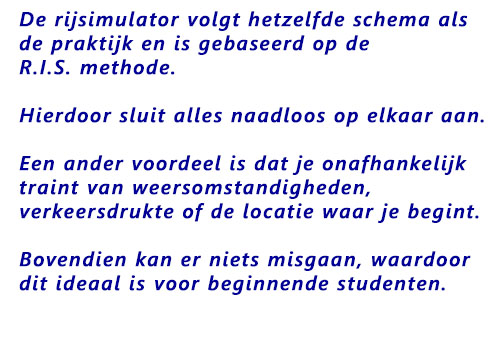 De rijsimulator volgt hetzelfde schema als
de praktijk en is gebaseerd op de
R.I.S. methode.
Hierdoor sluit alles naadloos op elkaar aan.
Een ander voordeel is dat je onafhankelijk
traint van weersomstandigheden,
verkeersdrukte of de locatie waar je begint.
Bovendien kan er niets misgaan, waardoor
dit ideaal is voor beginnende studenten.